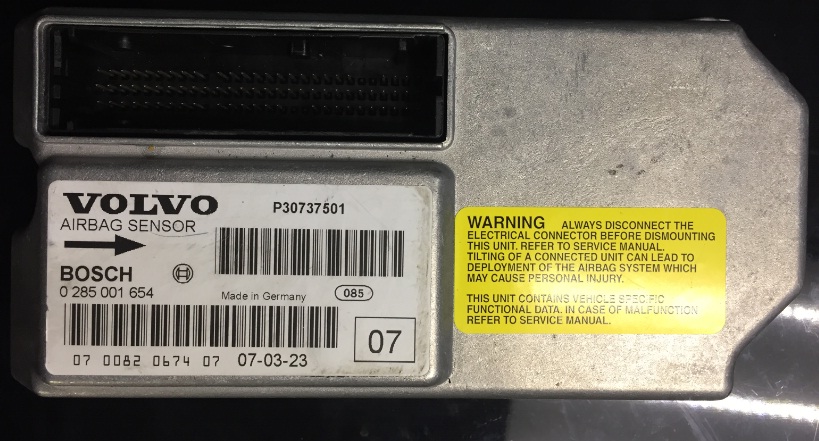 VOLVO
P30737501
AIRBAG SENSOR
BOSCH
0 285 001 654
Made in Germany
085
07
07 0082 0674 07
07-03-23
WARNING ALWAYS DISCONNECT THE
ELECTRICAL CONNECTOR BEFORE DISMOUNTING
THIS UNIT. REFER TO SERVICE MANUAL.
TILTING OF A CONNECTED UNIT CAN LEAD TO
DEPLOYMENT OF THE AIRBAG SYSTEM WHICH
MAY CAUSE PERSONAL INJURY.
THIS UNIT CONTAINS VEHICLE SPECIFIC
FUNCTIONAL DATA. IN CASE OF MALFUNCTION
REFER TO SERVICE MANUAL.